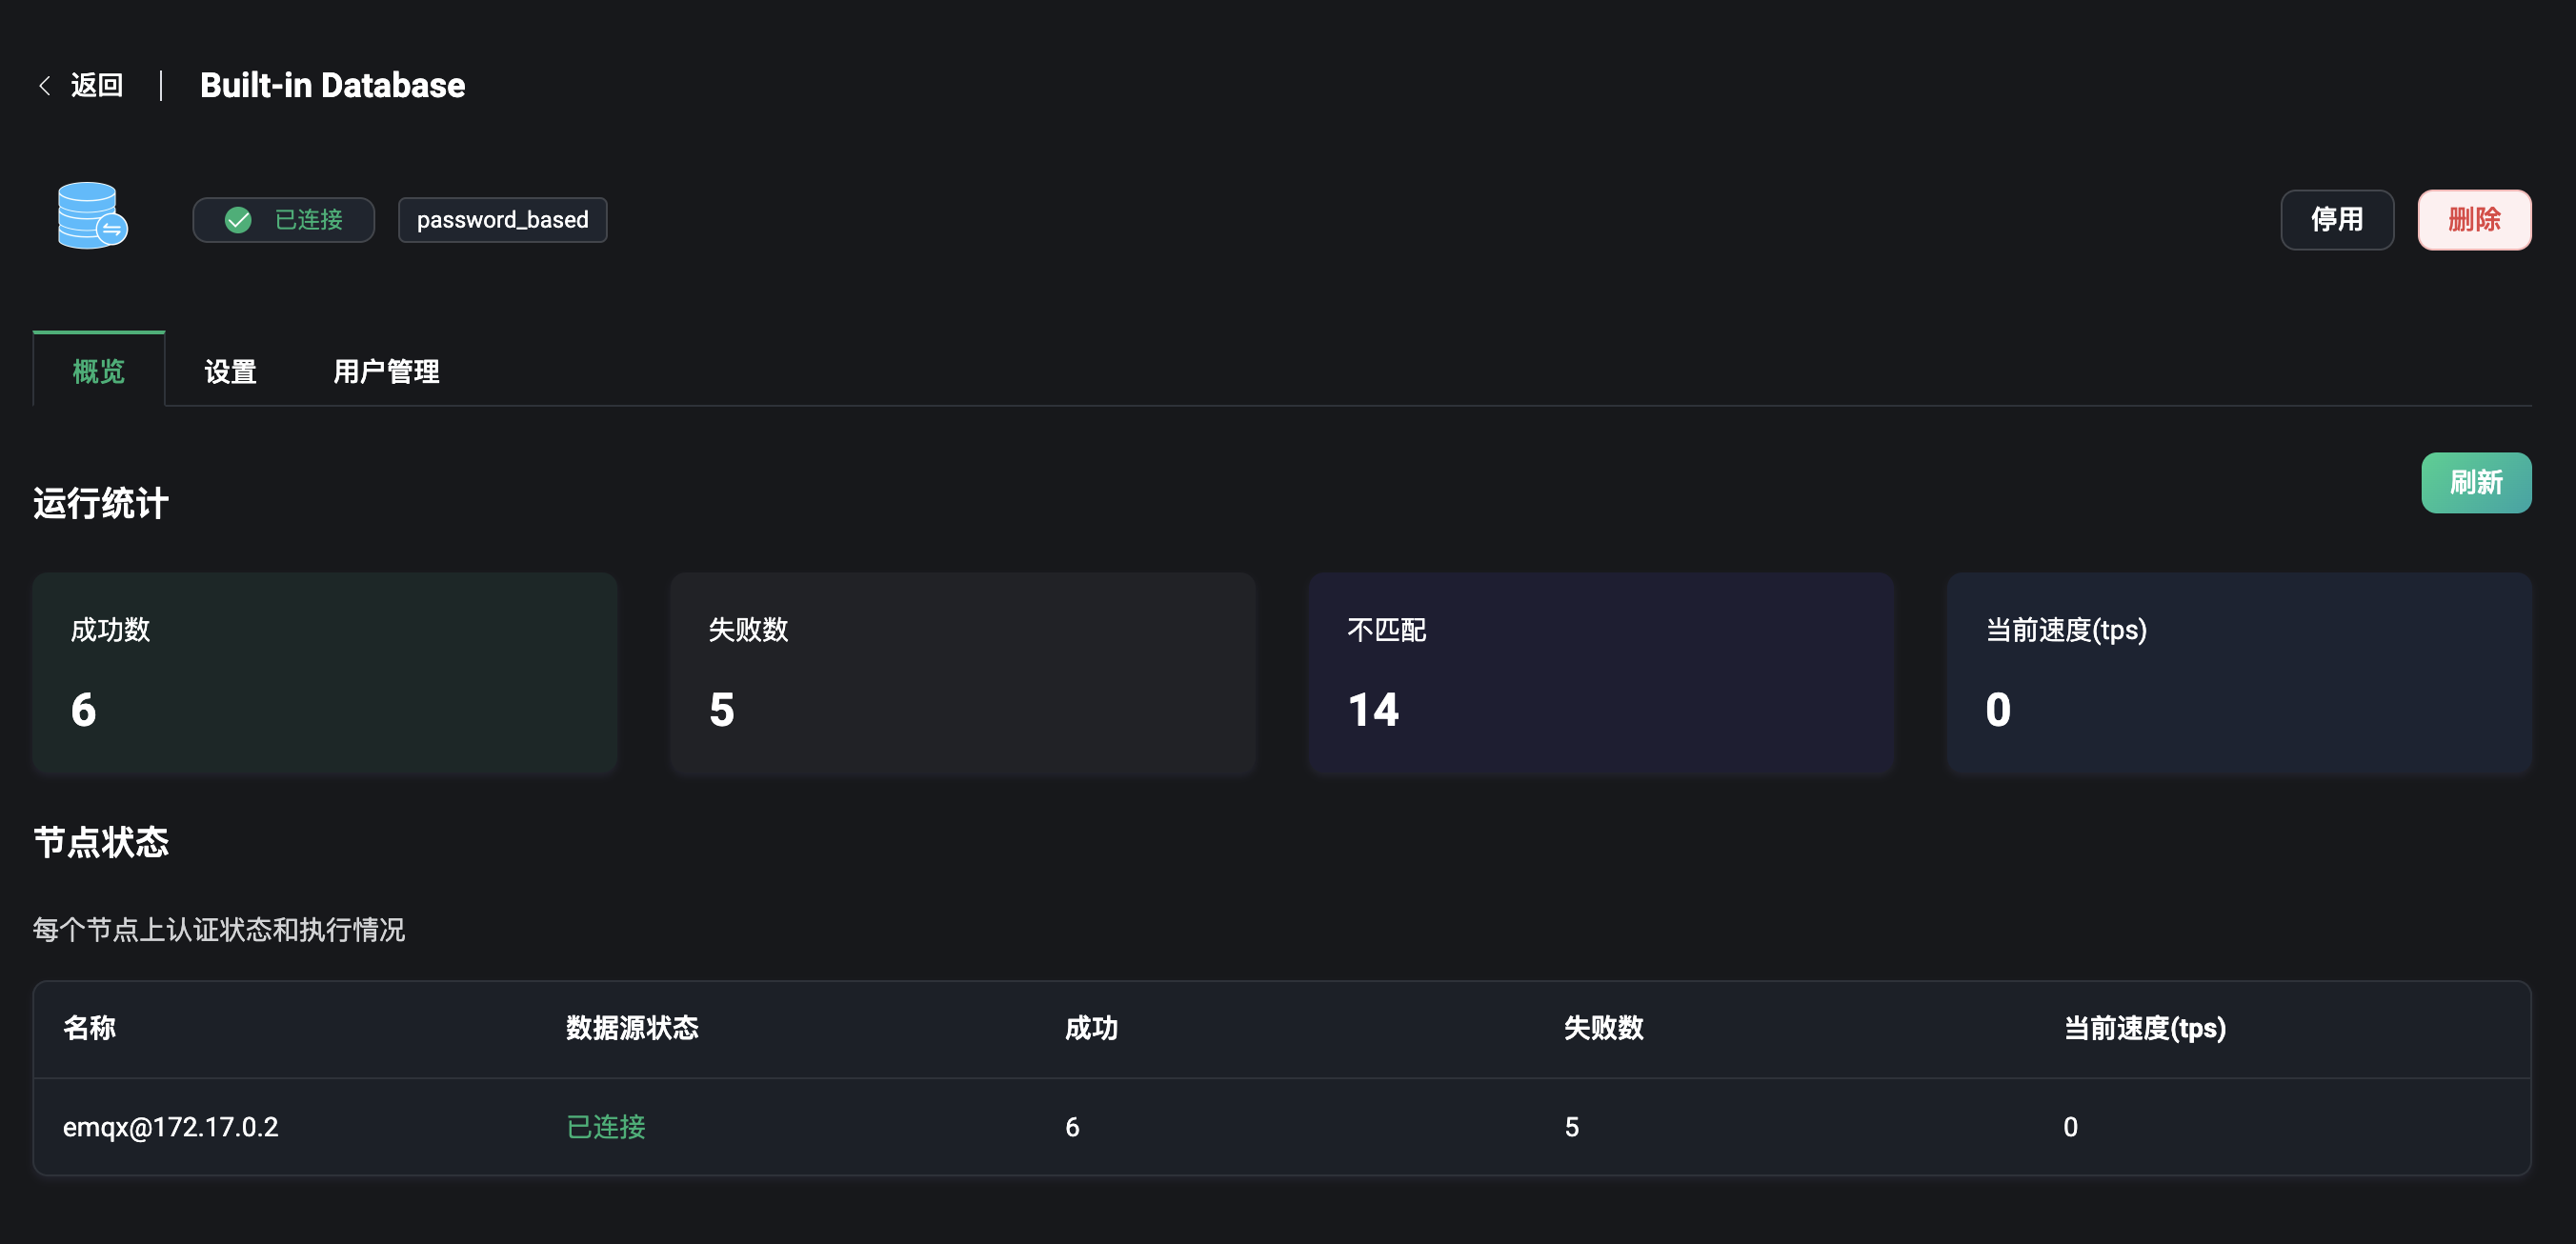 返回 | Built-in Database
已连接 password_based 停用 删除
概览 设置 用户管理
运行统计 刷新
成功数 失败数 不匹配 当前速度(tps)
6 5 14 0
节点状态
每个节点上认证状态和执行情况
名称 数据源状态 成功 失败数 当前速度(tps)
emqx@172.17.0.2 已连接 6 5 0